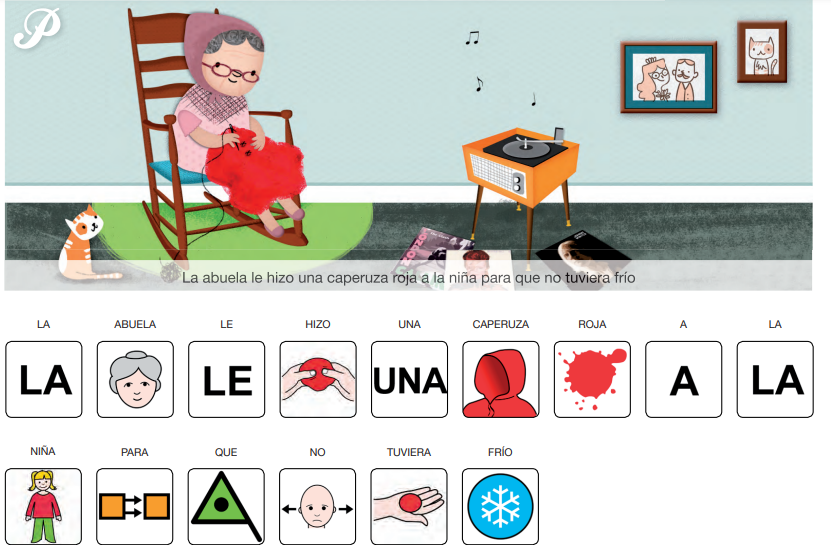 P
La abuela le hizo una caperuza roja a la niña para que no tuviera frío
LA ABUELA LE HIZO UNA CAPERUZA ROJA A LA
LA LE UNA A LA
NIÑA PARA QUE NO TUVIERA FRÍO